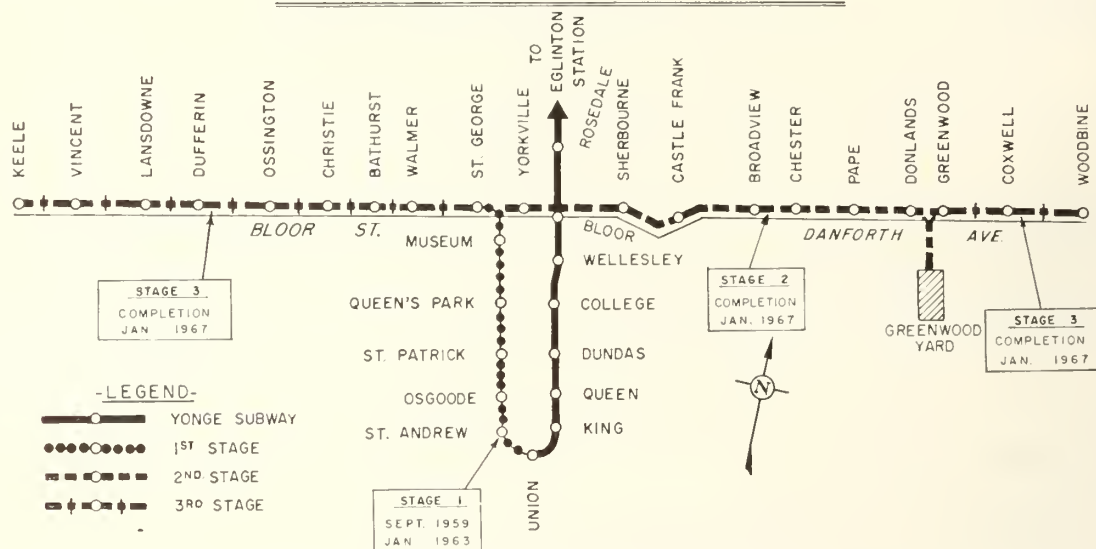 TO
EGLINTON
STATION
KEELE
VINCENT
LANSDOWNE
DUFFERIN
OSSINGTON
CHRISTIE
BATHURST
WALMER
ST. GEORGE
YORKVILLE
ROSEDALE
SHERBOURNE
CASTLE FRANK
BROADVIEW
CHESTER
PAPE
DONLANDS
GREENWOOD
COXWELL
WOODBINE
BLOOR ST.
BLOOR
DANFORTH AVE.
MUSEUM
WELLESLEY
QUEEN'S PARK
COLLEGE
ST. PATRICK
DUNDAS
OSGOODE
QUEEN
ST. ANDREW
KING
UNION
STAGE 3
COMPLETION
JAN 1967
STAGE 2
COMPLETION
JAN. 1967
GREENWOOD
YARD
STAGE 3
COMPLETION
JAN. 1967
N
-LEGEND-
YONGE SUBWAY
1ST STAGE
2ND. STAGE
3RD STAGE
STAGE 1
SEPT. 1959
JAN 1963